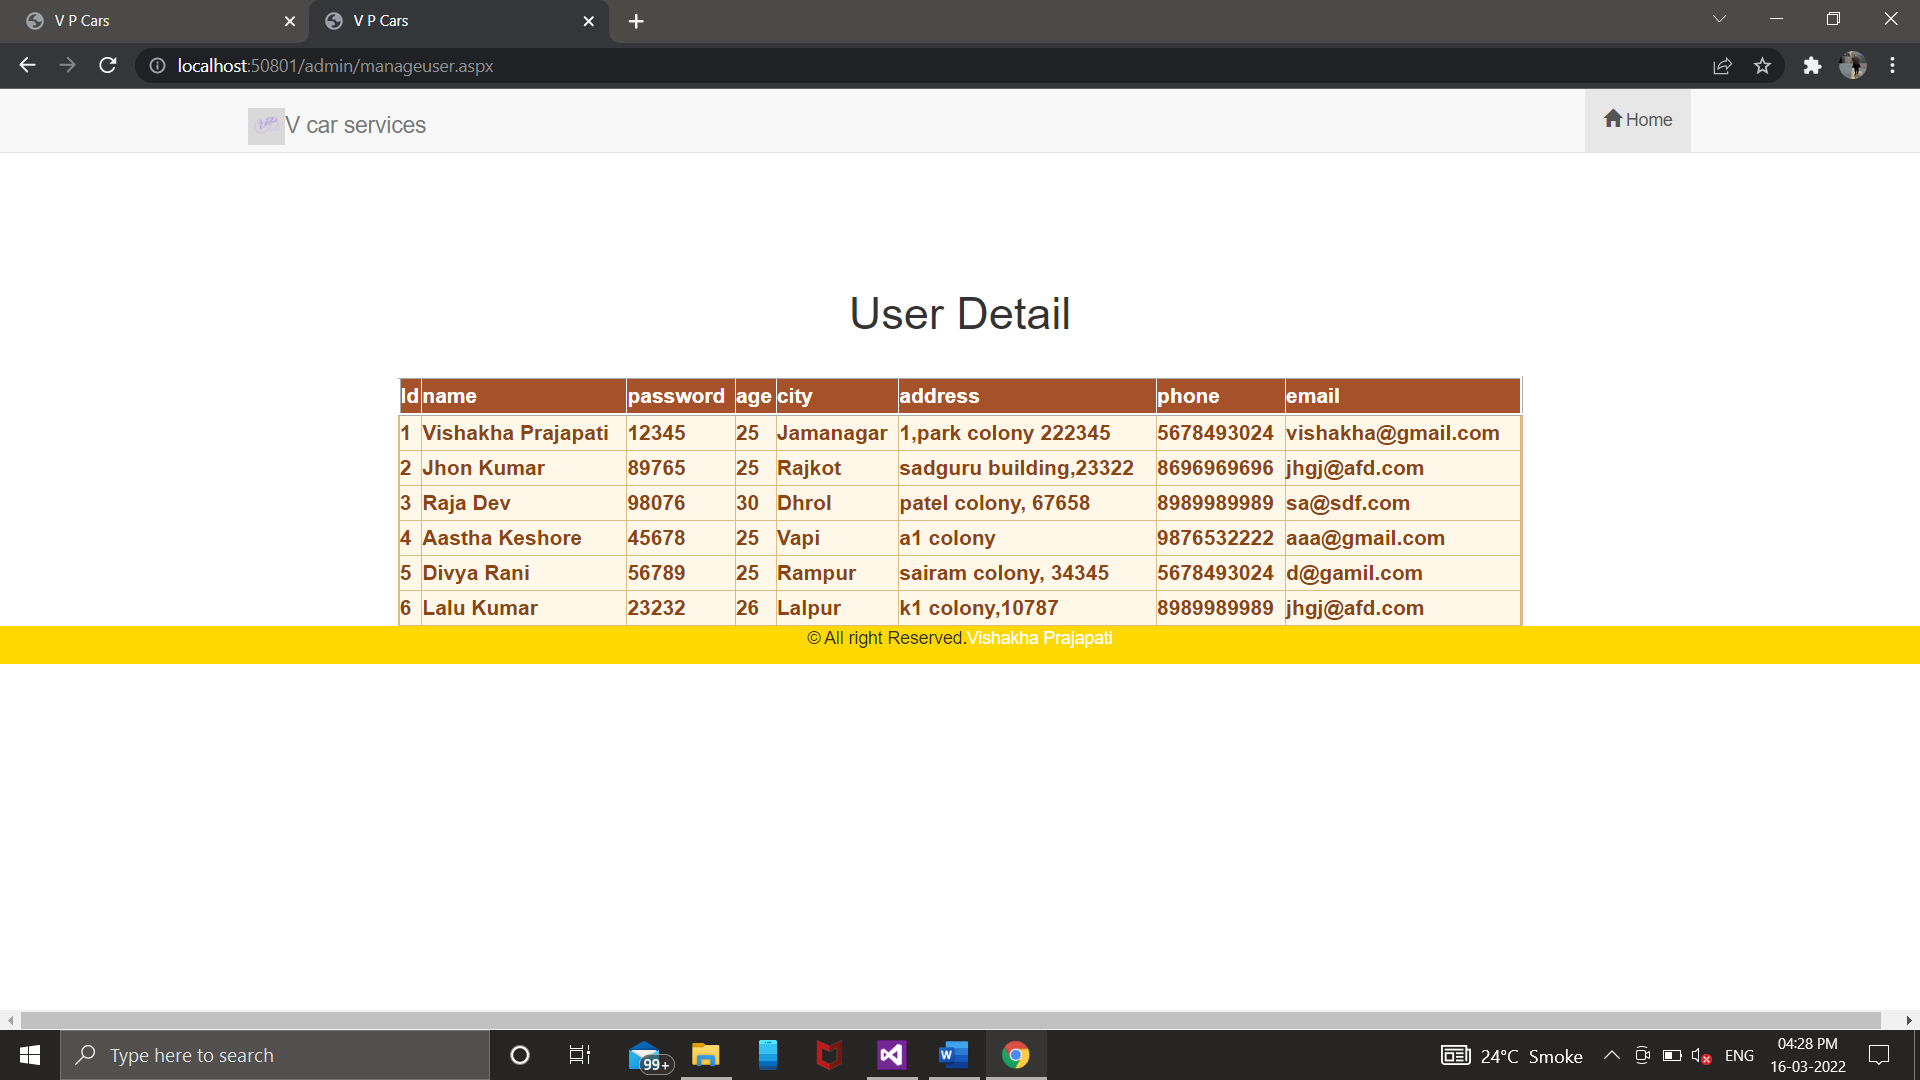 V P Cars
V P Cars
localhost:50801/admin/manageuser.aspx
V car services
Home
User Detail
Id name password age city address phone email
1 Vishakha Prajapati 12345 25 Jamanagar 1,park colony 222345 5678493024 vishakha@gmail.com
2 Jhon Kumar 89765 25 Rajkot sadguru building,23322 8696969696 jhgj@afd.com
3 Raja Dev 98076 30 Dhrol patel colony, 67658 8989989989 sa@sdf.com
4 Aastha Keshore 45678 25 Vapi a1 colony 9876532222 aaa@gmail.com
5 Divya Rani 56789 25 Rampur sairam colony, 34345 5678493024 d@gamil.com
6 Lalu Kumar 23232 26 Lalpur k1 colony,10787 8989989989 jhgj@afd.com
© All right Reserved.Vishakha Prajapati
Type here to search
99+
24°C Smoke
ENG
04:28 PM
16-03-2022